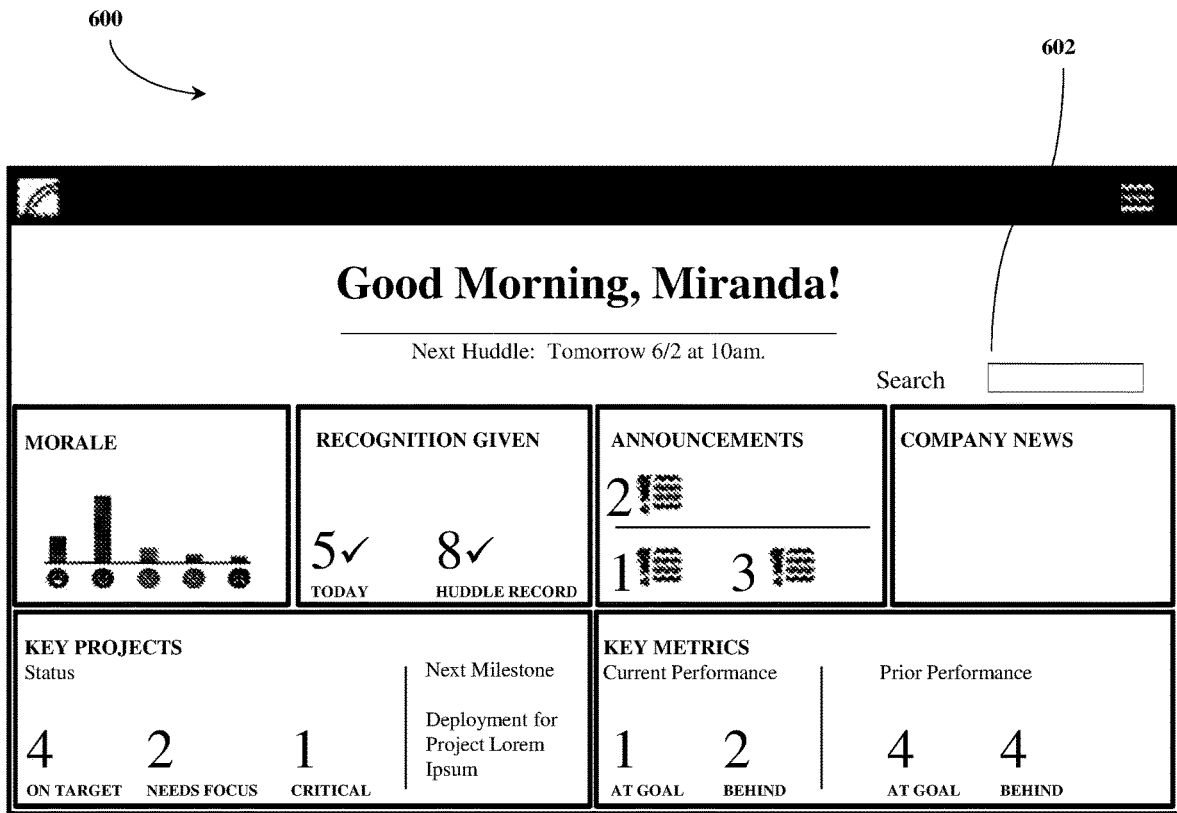 600
602
Good Morning, Miranda!
Next Huddle: Tomorrow 6/2 at 10am.
Search
MORALE
RECOGNITION GIVEN
5✓ 8✓
TODAY HUDDLE RECORD
ANNOUNCEMENTS
2
1 3
COMPANY NEWS
KEY PROJECTS
Status
4 2 1
ON TARGET NEEDS FOCUS CRITICAL
Next Milestone
Deployment for
Project Lorem
Ipsum
KEY METRICS
Current Performance
1 2
AT GOAL BEHIND
Prior Performance
4 4
AT GOAL BEHIND